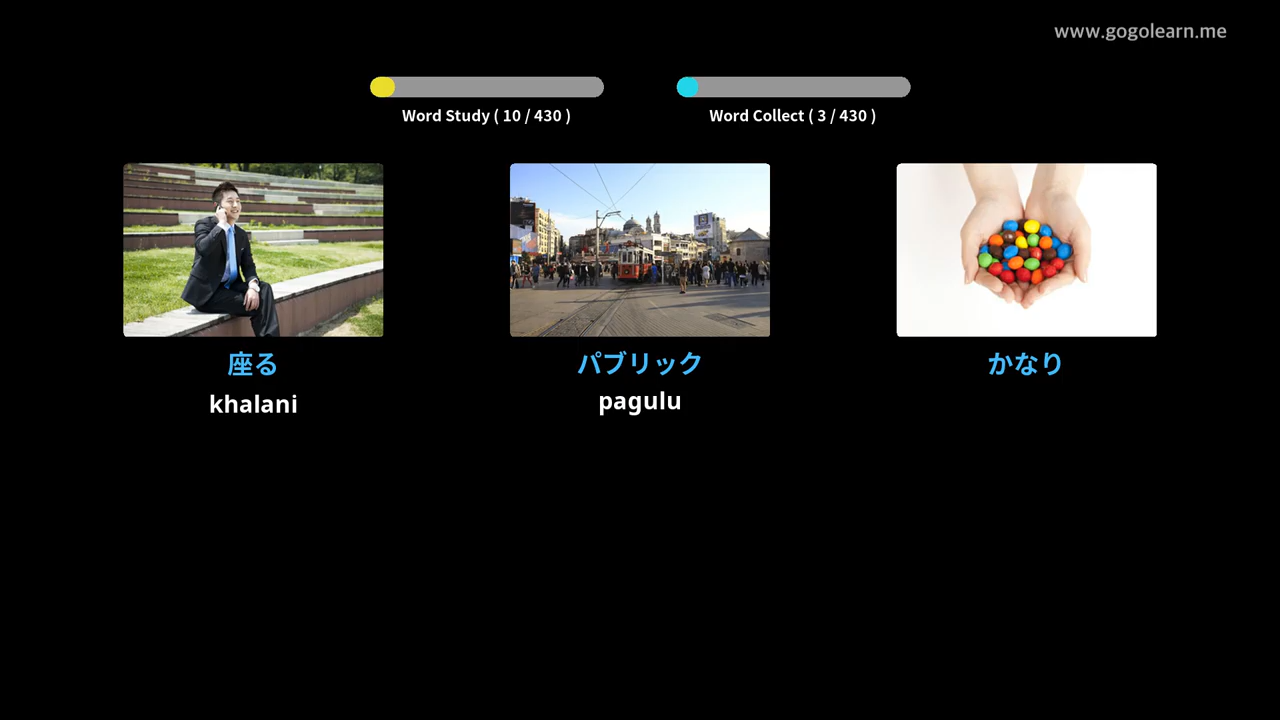 www.gogolearn.me
Word Study ( 10 / 430 )
Word Collect ( 3 / 430 )
座る
パブリック
かなり
khalani
pagulu